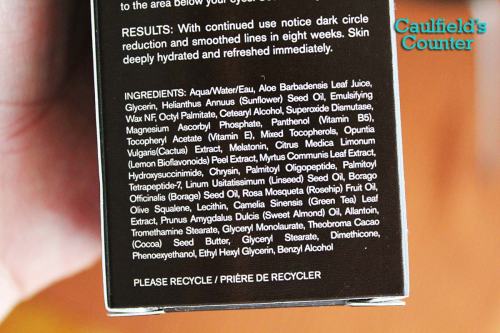 to the area below your eyes.
RESULTS: With continued use notice dark circle
reduction and smoothed lines in eight weeks. Skin
deeply hydrated and refreshed immediately.
INGREDIENTS: Aqua/Water/Eau, Aloe Barbadensis Leaf Juice,
Glycerin, Helianthus Annuus (Sunflower) Seed Oil, Emulsifying
Wax NF, Octyl Palmitate, Cetearyl Alcohol, Superoxide Dismutase,
Magnesium Ascorbyl Phosphate, Panthenol (Vitamin B5),
Tocopheryl Acetate (Vitamin E), Mixed Tocopherols, Opuntia
Vulgaris(Cactus) Extract, Melatonin, Citrus Medica Limonum
(Lemon Bioflavonoids) Peel Extract, Myrtus Communis Leaf Extract,
Hydroxysuccinimide, Chrysin, Palmitoyl Oligopeptide, Palmitoyl
Tetrapeptide-7, Linum Usitatissimum (Linseed) Seed Oil, Borago
Officinalis (Borage) Seed Oil, Rosa Mosqueta (Rosehip) Fruit Oil,
Olive Squalene, Lecithin, Camelia Sinensis (Green Tea) Leaf
Extract, Prunus Amygdalus Dulcis (Sweet Almond) Oil, Allantoin,
Tromethamine Stearate, Glyceryl Monolaurate, Theobroma Cacao
(Cocoa) Seed Butter, Glyceryl Stearate, Dimethicone,
Phenoexyethanol, Ethyl Hexyl Glycerin, Benzyl Alcohol
PLEASE RECYCLE / PRIÈRE DE RECYCLER
Caulfield's
Counter